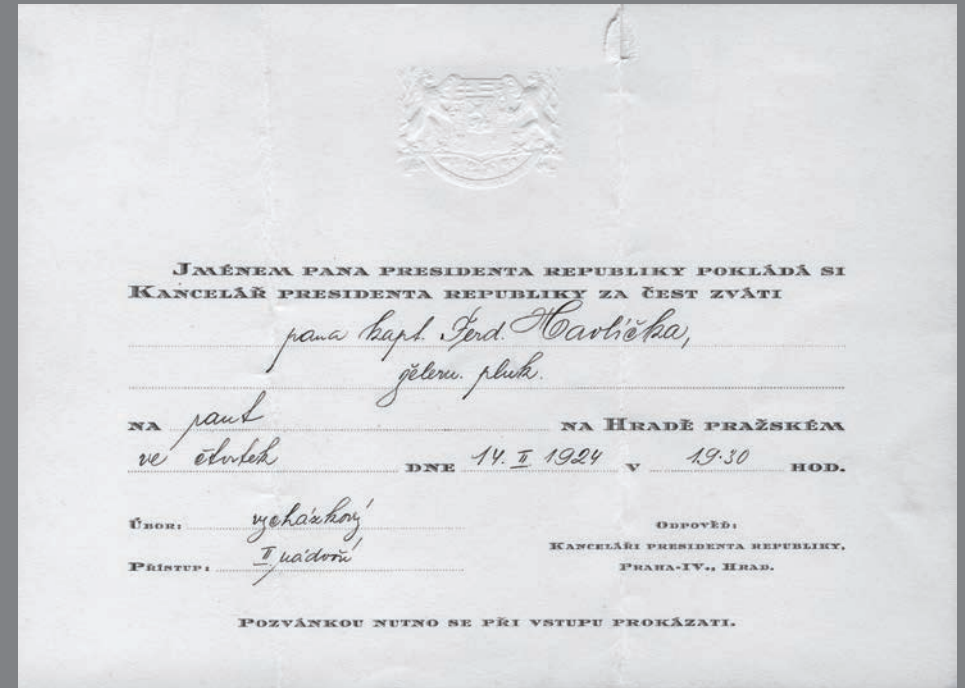 Jménem pana presidenta republiky pokládá si
Kancelář presidenta republiky za čest zváti
pana kapt. Ferd. Havlíčka,
pluk.
na raut na Hradě pražském
ve čtvrtek dne 14. II 1924 v 19·30 hod.
Úbor: vycházkový
Odpověď:
Kanceláři presidenta republiky,
Praha-IV., Hrad.
Přístup: II nádvoří
Pozvánkou nutno se při vstupu prokázati.